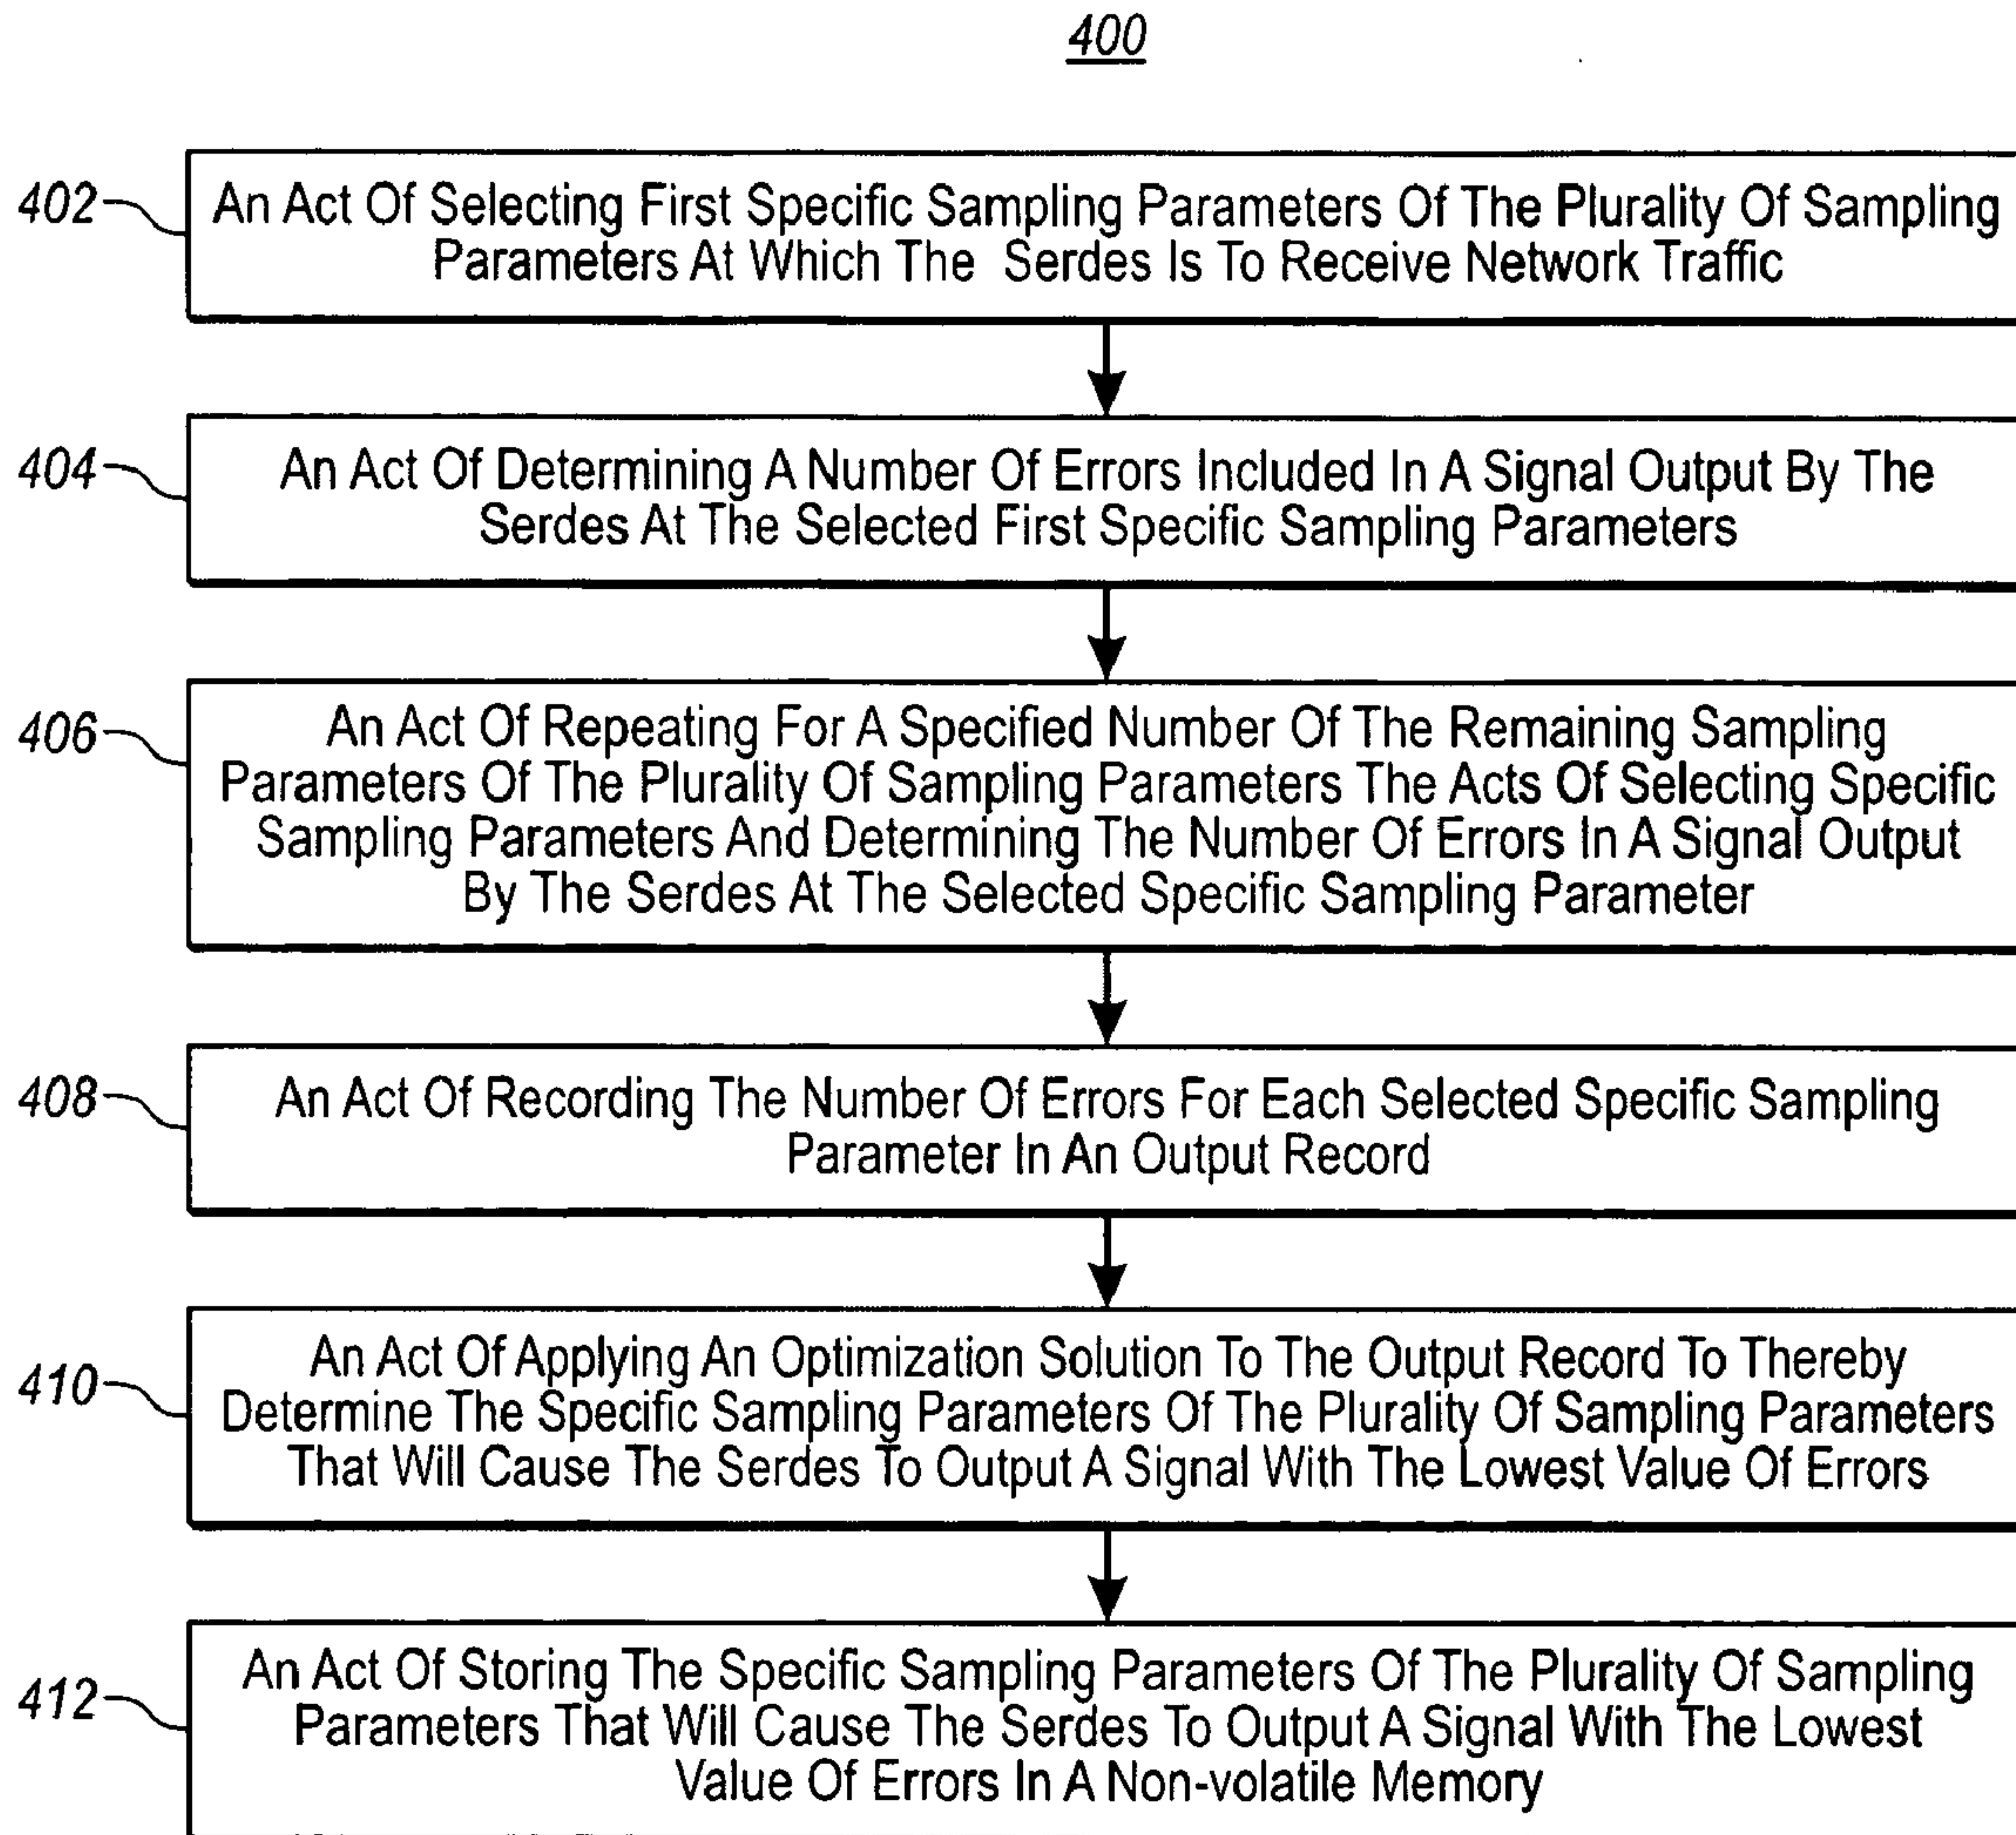 400
402
An Act Of Selecting First Specific Sampling Parameters Of The Plurality Of Sampling
Parameters At Which The Serdes Is To Receive Network Traffic
404
An Act Of Determining A Number Of Errors Included In A Signal Output By The
Serdes At The Selected First Specific Sampling Parameters
406
An Act Of Repeating For A Specified Number Of The Remaining Sampling
Parameters Of The Plurality Of Sampling Parameters The Acts Of Selecting Specific
Sampling Parameters And Determining The Number Of Errors In A Signal Output
By The Serdes At The Selected Specific Sampling Parameter
408
An Act Of Recording The Number Of Errors For Each Selected Specific Sampling
Parameter In An Output Record
410
An Act Of Applying An Optimization Solution To The Output Record To Thereby
Determine The Specific Sampling Parameters Of The Plurality Of Sampling Parameters
That Will Cause The Serdes To Output A Signal With The Lowest Value Of Errors
412
An Act Of Storing The Specific Sampling Parameters Of The Plurality Of Sampling
Parameters That Will Cause The Serdes To Output A Signal With The Lowest
Value Of Errors In A Non-volatile Memory